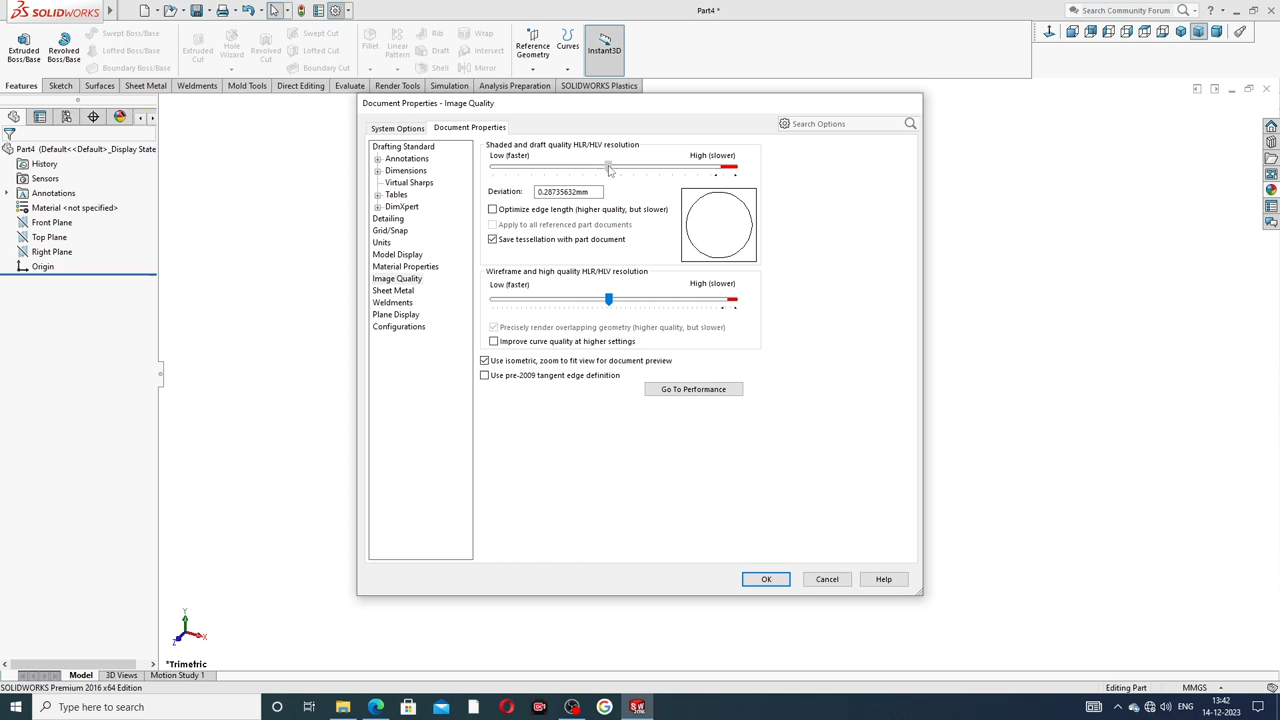 SOLIDWORKS
Part4 *
Search Community Forum
Extruded Boss/Base
Revolved Boss/Base
Swept Boss/Base
Lofted Boss/Base
Boundary Boss/Base
Extruded Cut
Hole Wizard
Revolved Cut
Swept Cut
Lofted Cut
Boundary Cut
Fillet
Linear Pattern
Rib
Draft
Shell
Wrap
Intersect
Mirror
Reference Geometry
Curves
Instant3D
Features
Sketch
Surfaces
Sheet Metal
Weldments
Mold Tools
Direct Editing
Evaluate
Render Tools
Simulation
Analysis Preparation
SOLIDWORKS Plastics
Part4 (Default<<Default>_Display State
History
Sensors
Annotations
Material <not specified>
Front Plane
Top Plane
Right Plane
Origin
Document Properties - Image Quality
System Options
Document Properties
Search Options
Drafting Standard
Annotations
Dimensions
Virtual Sharps
Tables
DimXpert
Detailing
Grid/Snap
Units
Model Display
Material Properties
Image Quality
Sheet Metal
Weldments
Plane Display
Configurations
Shaded and draft quality HLR/HLV resolution
Low (faster)
High (slower)
Deviation:
0.28735632mm
Optimize edge length (higher quality, but slower)
Apply to all referenced part documents
Save tessellation with part document
Wireframe and high quality HLR/HLV resolution
Low (faster)
High (slower)
Precisely render overlapping geometry (higher quality, but slower)
Improve curve quality at higher settings
Use isometric, zoom to fit view for document preview
Use pre-2009 tangent edge definition
Go To Performance
OK
Cancel
Help
Y
X
Z
*Trimetric
Model
3D Views
Motion Study 1
SOLIDWORKS Premium 2016 x64 Edition
Editing Part
MMGS
Type here to search
ENG
13:42
14-12-2023